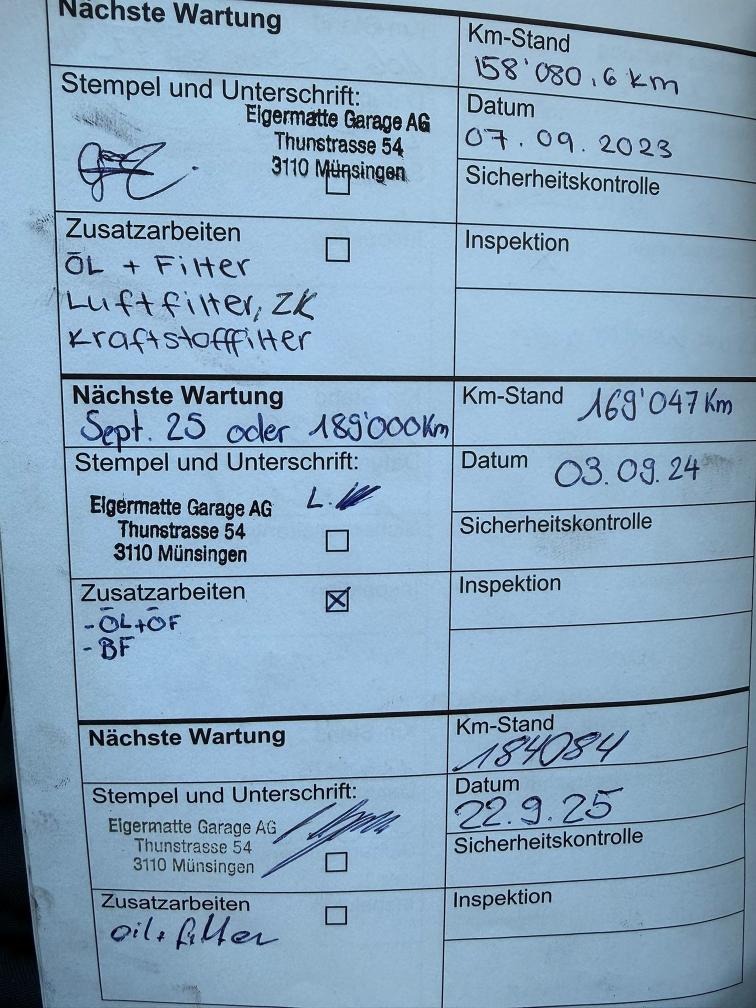 Nächste Wartung
Km-Stand
158'080,6 km
Stempel und Unterschrift:
Eigermatte Garage AG
Thunstrasse 54
3110 Münsingen
Datum
07.09.2023
Sicherheitskontrolle
Zusatzarbeiten
ÖL + Filter
Luftfilter, ZK
Kraftstofffilter
Inspektion
Nächste Wartung
Sept. 25 oder 189'000Km
Km-Stand 169'047 Km
Stempel und Unterschrift:
Eigermatte Garage AG
Thunstrasse 54
3110 Münsingen
Datum 03.09.24
Sicherheitskontrolle
Zusatzarbeiten
- ÖL+ÖF
- BF
Inspektion
Nächste Wartung
Km-Stand
184084
Stempel und Unterschrift:
Eigermatte Garage AG
Thunstrasse 54
3110 Münsingen
Datum
22.9.25
Sicherheitskontrolle
Zusatzarbeiten
oil+filter
Inspektion